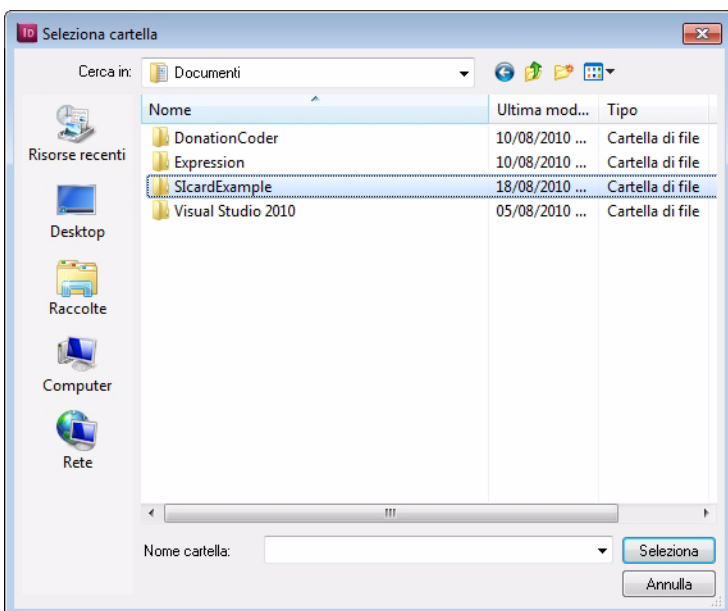 ID Seleziona cartella
Cerca in: Documenti
Nome Ultima mod... Tipo
DonationCoder 10/08/2010 ... Cartella di file
Expression 10/08/2010 ... Cartella di file
SIcardExample 18/08/2010 ... Cartella di file
Visual Studio 2010 05/08/2010 ... Cartella di file
Risorse recenti
Desktop
Raccolte
Computer
Rete
Nome cartella: Seleziona
Annulla